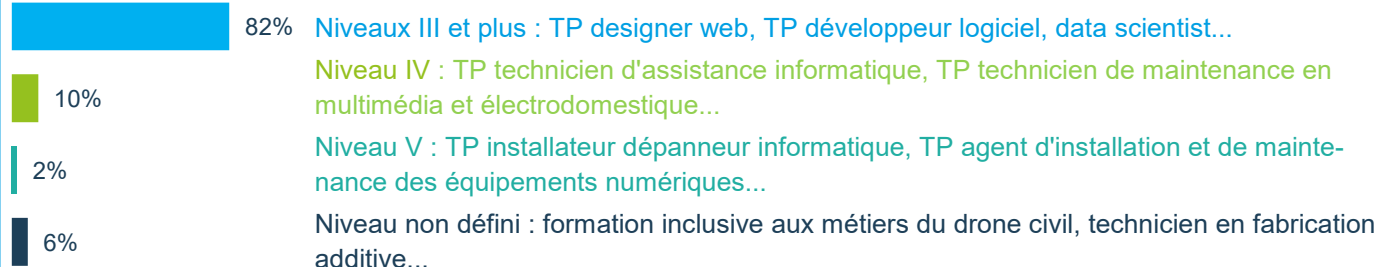 82% Niveaux III et plus : TP designer web, TP développeur logiciel, data scientist...
Niveau IV : TP technicien d'assistance informatique, TP technicien de maintenance en
10%
multimédia et électrodomestique...
Niveau V : TP installateur dépanneur informatique, TP agent d'installation et de mainte-
2%
nance des équipements numériques...
Niveau non défini : formation inclusive aux métiers du drone civil, technicien en fabrication
6%
additive...